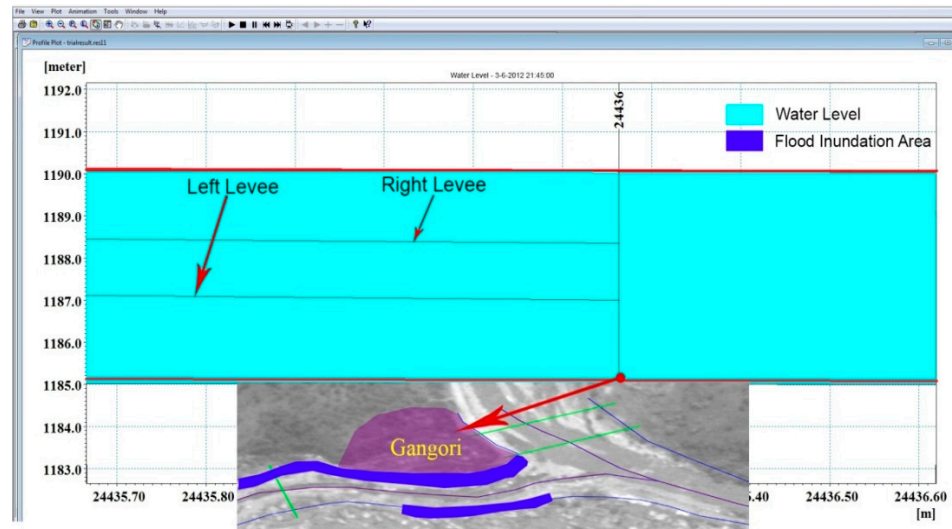 File View Plot Animation Tools Window Help
Profile Plot - trialresult.res11
[meter]
Water Level - 3-6-2012 21:45:00
1192.0
1191.0
1190.0
1189.0
1188.0
1187.0
1186.0
1185.0
1184.0
1183.0
24436
Water Level
Flood Inundation Area
Left Levee
Right Levee
Gangori
24435.70 24435.80 .40 24436.50 24436.60
[m]